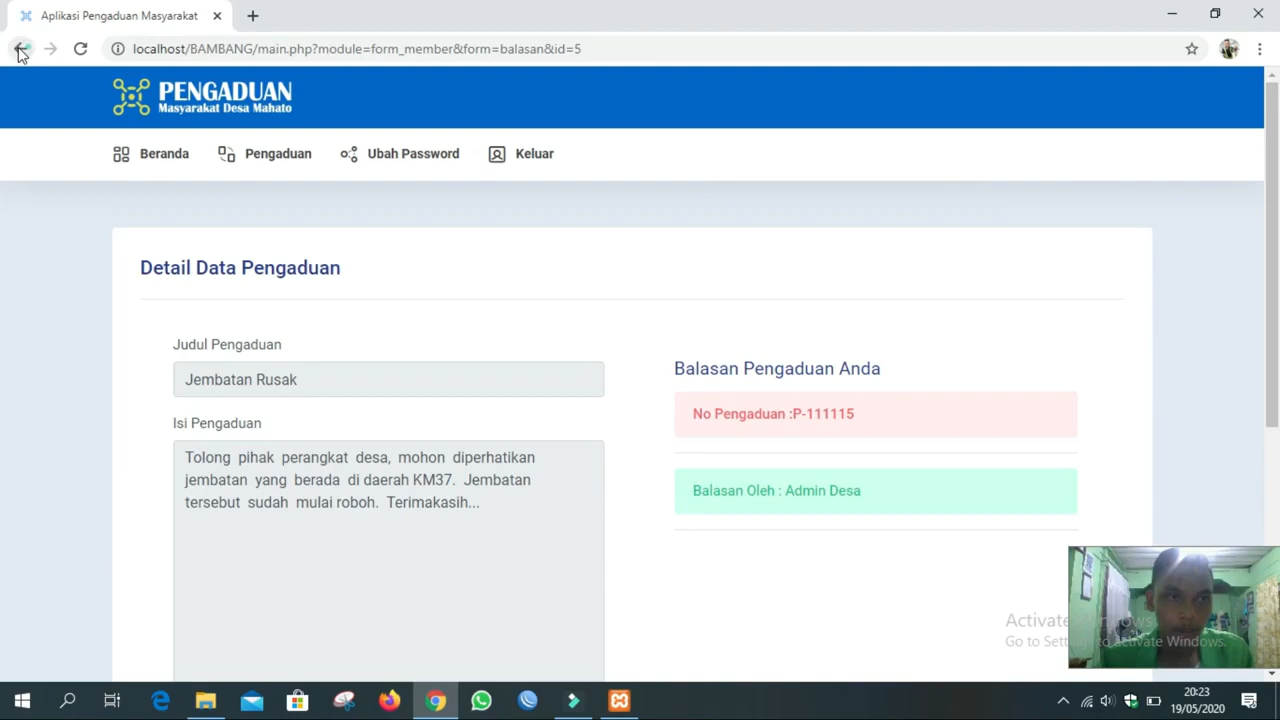 Aplikasi Pengaduan Masyarakat
localhost/BAMBANG/main.php?module=form_member&form=balasan&id=5
PENGADUAN
Masyarakat Desa Mahato
Beranda Pengaduan Ubah Password Keluar
Detail Data Pengaduan
Judul Pengaduan
Jembatan Rusak
Isi Pengaduan
Tolong pihak perangkat desa, mohon diperhatikan
jembatan yang berada di daerah KM37. Jembatan
tersebut sudah mulai roboh. Terimakasih...
Balasan Pengaduan Anda
No Pengaduan :P-111115
Balasan Oleh : Admin Desa
Activate Windows
Go to Settings to Activate Windows.
20:23
19/05/2020